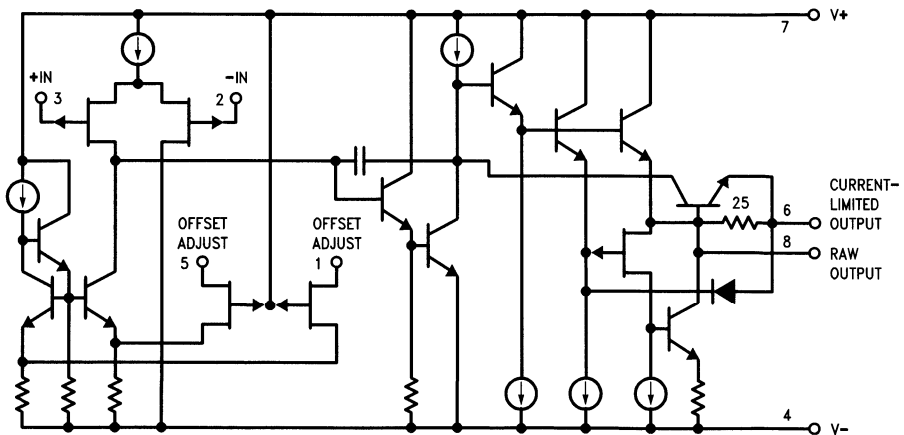 7
V+
+IN
3
-IN
2
OFFSET
ADJUST
5
OFFSET
ADJUST
1
25
CURRENT-
LIMITED
OUTPUT
6
8
RAW
OUTPUT
4
V-